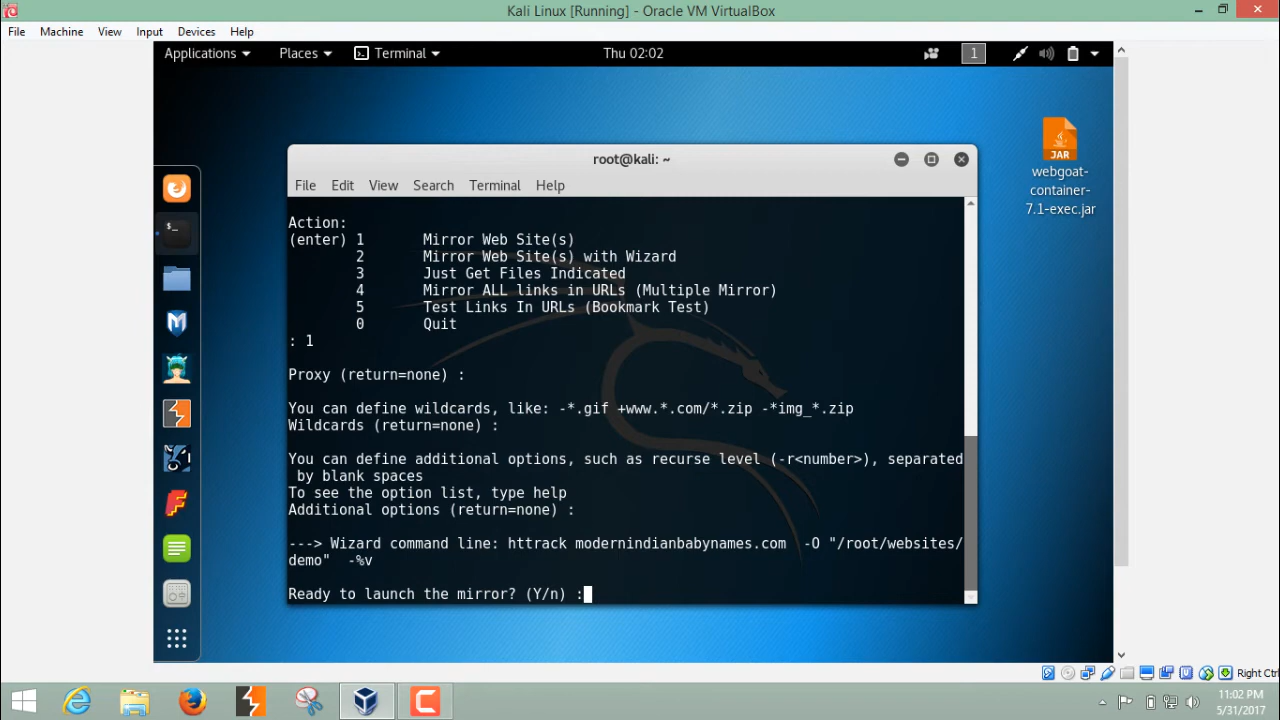 Kali Linux [Running] - Oracle VM VirtualBox
File Machine View Input Devices Help
Applications Places Terminal Thu 02:02 1
JAR
webgoat-
container-
7.1-exec.jar
root@kali: ~
File Edit View Search Terminal Help
Action:
(enter) 1 Mirror Web Site(s)
2 Mirror Web Site(s) with Wizard
3 Just Get Files Indicated
4 Mirror ALL links in URLs (Multiple Mirror)
5 Test Links In URLs (Bookmark Test)
0 Quit
: 1
Proxy (return=none) :
You can define wildcards, like: -*.gif +www.*.com/*.zip -*img_*.zip
Wildcards (return=none) :
You can define additional options, such as recurse level (-r<number>), separated
by blank spaces
To see the option list, type help
Additional options (return=none) :
---> Wizard command line: httrack modernindianbabynames.com -O "/root/websites/
demo" -%v
Ready to launch the mirror? (Y/n) :
Right Ctrl
11:02 PM
5/31/2017